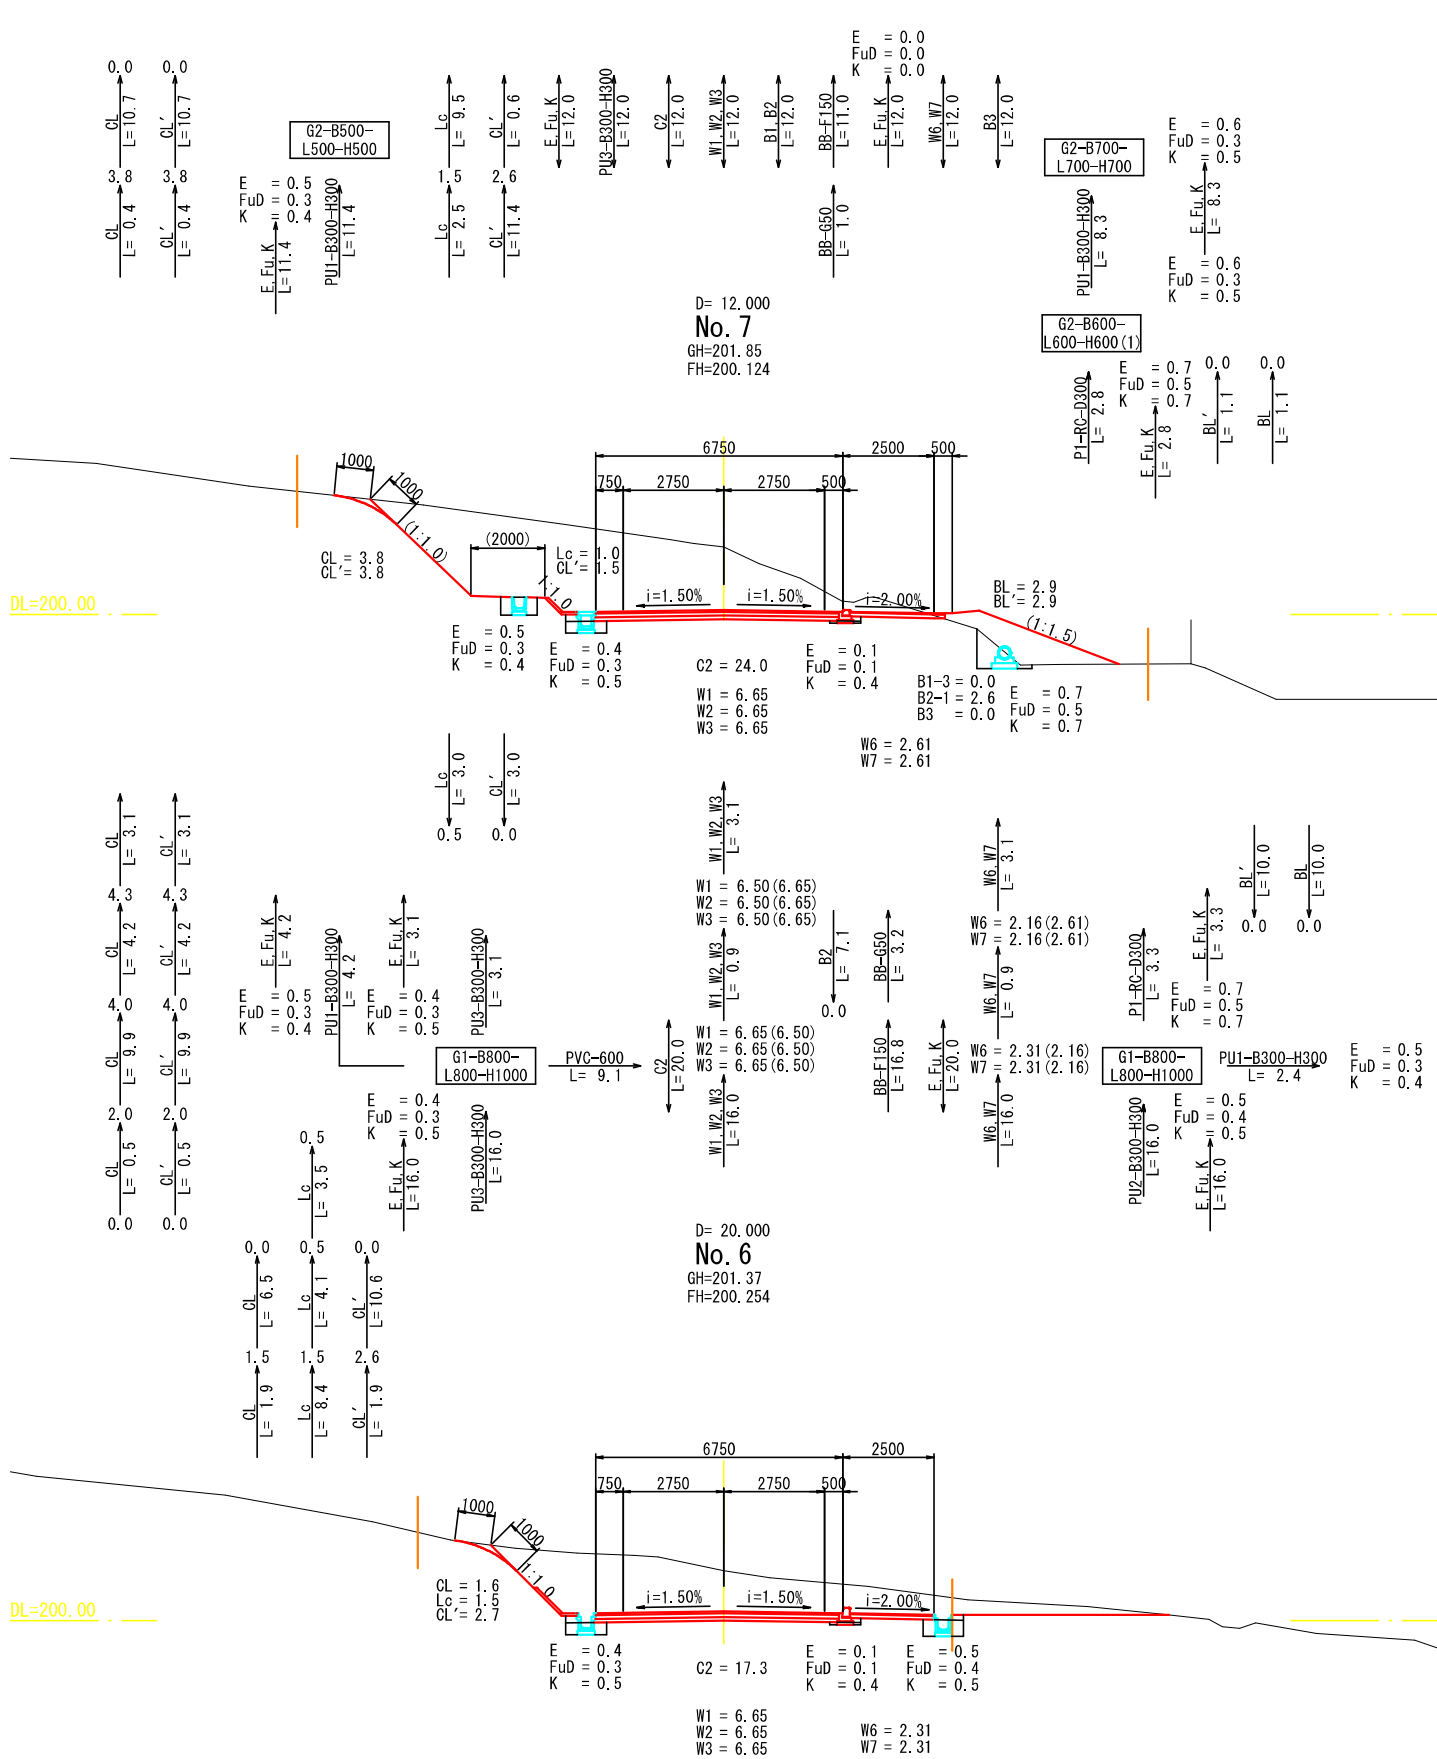 E = 0.0
FuD = 0.0
K = 0.0
0.0
0.0
CL
L=10.7
CL′
L=10.7
G2-B500-
L500-H500
Lc
L= 9.5
CL′
L= 0.6
E,Fu,K
L=12.0
PU3-B300-H300
L=12.0
C2
L=12.0
W1,W2,W3
L=12.0
B1,B2
L=12.0
BB-F150
L=11.0
E,Fu,K
L=12.0
W6,W7
L=12.0
B3
L=12.0
G2-B700-
L700-H700
E = 0.6
FuD = 0.3
K = 0.5
3.8
3.8
CL
L= 0.4
CL′
L= 0.4
E = 0.5
FuD = 0.3
K = 0.4
E,Fu,K
L=11.4
PU1-B300-H300
L=11.4
1.5
2.6
Lc
L= 2.5
CL′
L=11.4
BB-G50
L= 1.0
PU1-B300-H300
L= 8.3
E,Fu,K
L= 8.3
E = 0.6
FuD = 0.3
K = 0.5
D= 12.000
No.7
GH=201.85
FH=200.124
G2-B600-
L600-H600(1)
P1-RC-D300
L= 2.8
E = 0.7
FuD = 0.5
K = 0.7
E,Fu,K
L= 2.8
0.0
0.0
BL′
L= 1.1
BL
L= 1.1
6750
2500
500
750
2750
2750
500
1000
1000
(1:1.0)
(2000)
CL = 3.8
CL′= 3.8
Lc = 1.0
CL′= 1.5
1:1.0
i=1.50%
i=1.50%
i=2.00%
BL = 2.9
BL′= 2.9
(1:1.5)
DL=200.00
E = 0.5
FuD = 0.3
K = 0.4
E = 0.4
FuD = 0.3
K = 0.5
C2 = 24.0
W1 = 6.65
W2 = 6.65
W3 = 6.65
E = 0.1
FuD = 0.1
K = 0.4
B1-3 = 0.0
B2-1 = 2.6
B3 = 0.0
E = 0.7
FuD = 0.5
K = 0.7
W6 = 2.61
W7 = 2.61
Lc
L= 3.0
CL′
L= 3.0
0.5
0.0
CL
L= 3.1
CL′
L= 3.1
W1,W2,W3
L= 3.1
W6,W7
L= 3.1
BL′
L=10.0
BL
L=10.0
0.0
0.0
4.3
4.3
CL
L= 4.2
CL′
L= 4.2
E,Fu,K
L= 4.2
PU1-B300-H300
L= 4.2
E,Fu,K
L= 3.1
PU3-B300-H300
L= 3.1
W1 = 6.50(6.65)
W2 = 6.50(6.65)
W3 = 6.50(6.65)
W1,W2,W3
L= 0.9
B2
L= 7.1
0.0
BB-G50
L= 3.2
W6 = 2.16(2.61)
W7 = 2.16(2.61)
W6,W7
L= 0.9
P1-RC-D300
L= 3.3
E,Fu,K
L= 3.3
E = 0.7
FuD = 0.5
K = 0.7
4.0
4.0
CL
L= 9.9
CL′
L= 9.9
E = 0.5
FuD = 0.3
K = 0.4
E = 0.4
FuD = 0.3
K = 0.5
G1-B800-
L800-H1000
PVC-600
L= 9.1
C2
L=20.0
W1 = 6.65(6.50)
W2 = 6.65(6.50)
W3 = 6.65(6.50)
BB-F150
L=16.8
E,Fu,K
L=20.0
W6 = 2.31(2.16)
W7 = 2.31(2.16)
G1-B800-
L800-H1000
PU1-B300-H300
L= 2.4
E = 0.5
FuD = 0.3
K = 0.4
2.0
2.0
CL
L= 0.5
CL′
L= 0.5
0.0
0.0
E = 0.4
FuD = 0.3
K = 0.5
E,Fu,K
L=16.0
PU3-B300-H300
L=16.0
W1,W2,W3
L=16.0
W6,W7
L=16.0
PU2-B300-H300
L=16.0
E = 0.5
FuD = 0.4
K = 0.5
E,Fu,K
L=16.0
0.5
Lc
L= 3.5
0.0
0.5
0.0
CL
L= 6.5
Lc
L= 4.1
CL′
L=10.6
1.5
1.5
2.6
CL
L= 1.9
Lc
L= 8.4
CL′
L= 1.9
D= 20.000
No.6
GH=201.37
FH=200.254
6750
2500
750
2750
2750
500
1000
1000
1:1.0
CL = 1.6
Lc = 1.5
CL′= 2.7
i=1.50%
i=1.50%
i=2.00%
DL=200.00
E = 0.4
FuD = 0.3
K = 0.5
C2 = 17.3
E = 0.1
FuD = 0.1
K = 0.4
E = 0.5
FuD = 0.4
K = 0.5
W1 = 6.65
W2 = 6.65
W3 = 6.65
W6 = 2.31
W7 = 2.31